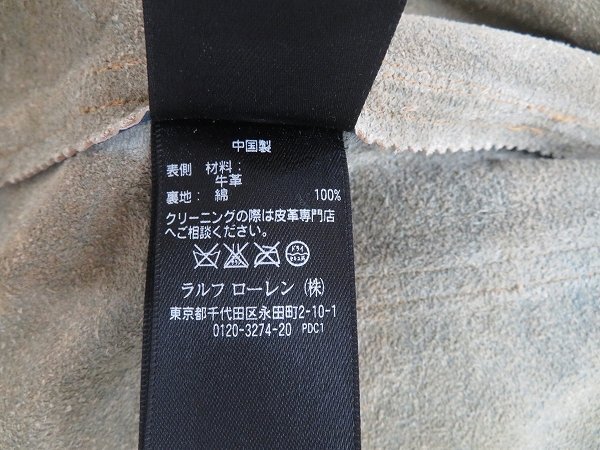 中国製
表側 材料:
牛革
裏地: 綿 100%
クリーニングの際は皮革専門店
へご相談ください。
ドライ
ラルフ ローレン (株)
東京都千代田区永田町2-10-1
0120-3274-20 PDC1